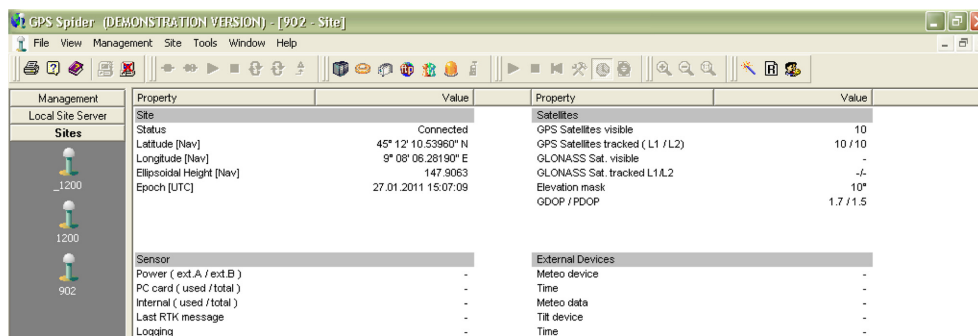 GPS Spider (DEMONSTRATION VERSION) - [902 - Site]
File View Management Site Tools Window Help
Management
Local Site Server
Sites
_1200
1200
902
Property Value
Site
Status Connected
Latitude [Nav] 45° 12' 10.53960" N
Longitude [Nav] 9° 08' 06.28190" E
Ellipsoidal Height [Nav] 147.9063
Epoch [UTC] 27.01.2011 15:07:09
Sensor
Power ( ext.A / ext.B ) -
PC card ( used / total ) -
Internal ( used / total ) -
Last RTK message -
Logging -
Property Value
Satellites
GPS Satellites visible 10
GPS Satellites tracked ( L1 / L2) 10 / 10
GLONASS Sat. visible -
GLONASS Sat. tracked L1/L2 -/-
Elevation mask 10°
GDOP / PDOP 1.7 / 1.5
External Devices
Meteo device -
Time -
Meteo data -
Tilt device -
Time -